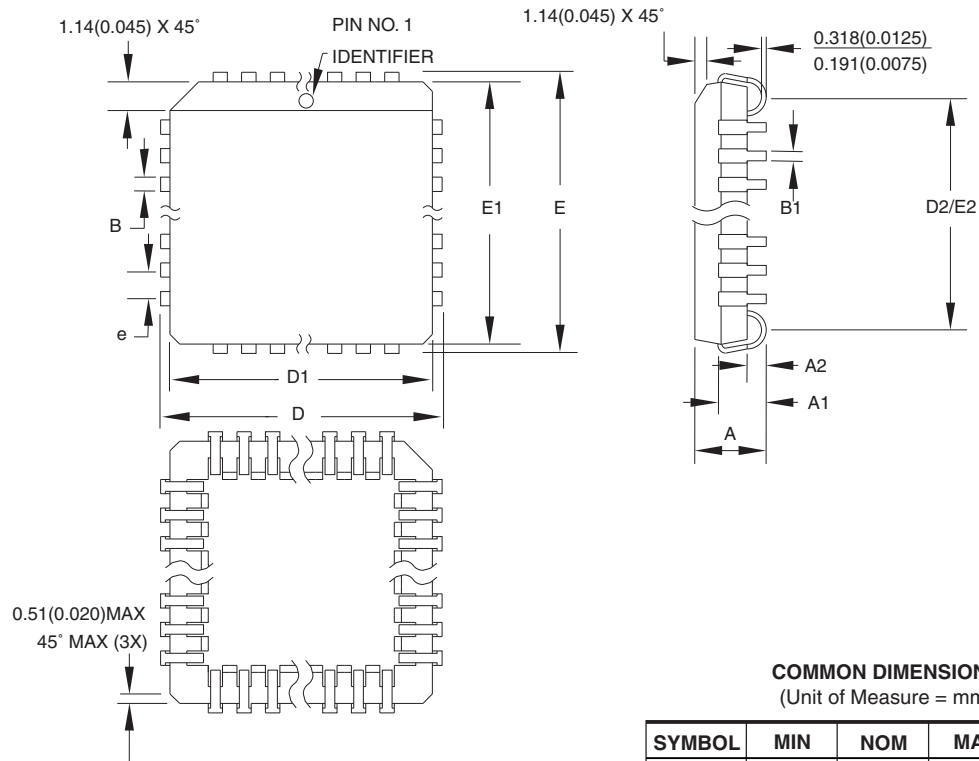 1.14(0.045) X 45˚
PIN NO. 1
IDENTIFIER
1.14(0.045) X 45˚
0.318(0.0125)
0.191(0.0075)
B
e
E1
E
B1
D2/E2
D1
D
A2
A1
A
0.51(0.020)MAX
45˚ MAX (3X)
COMMON DIMENSION
(Unit of Measure = mm
SYMBOL MIN NOM MA